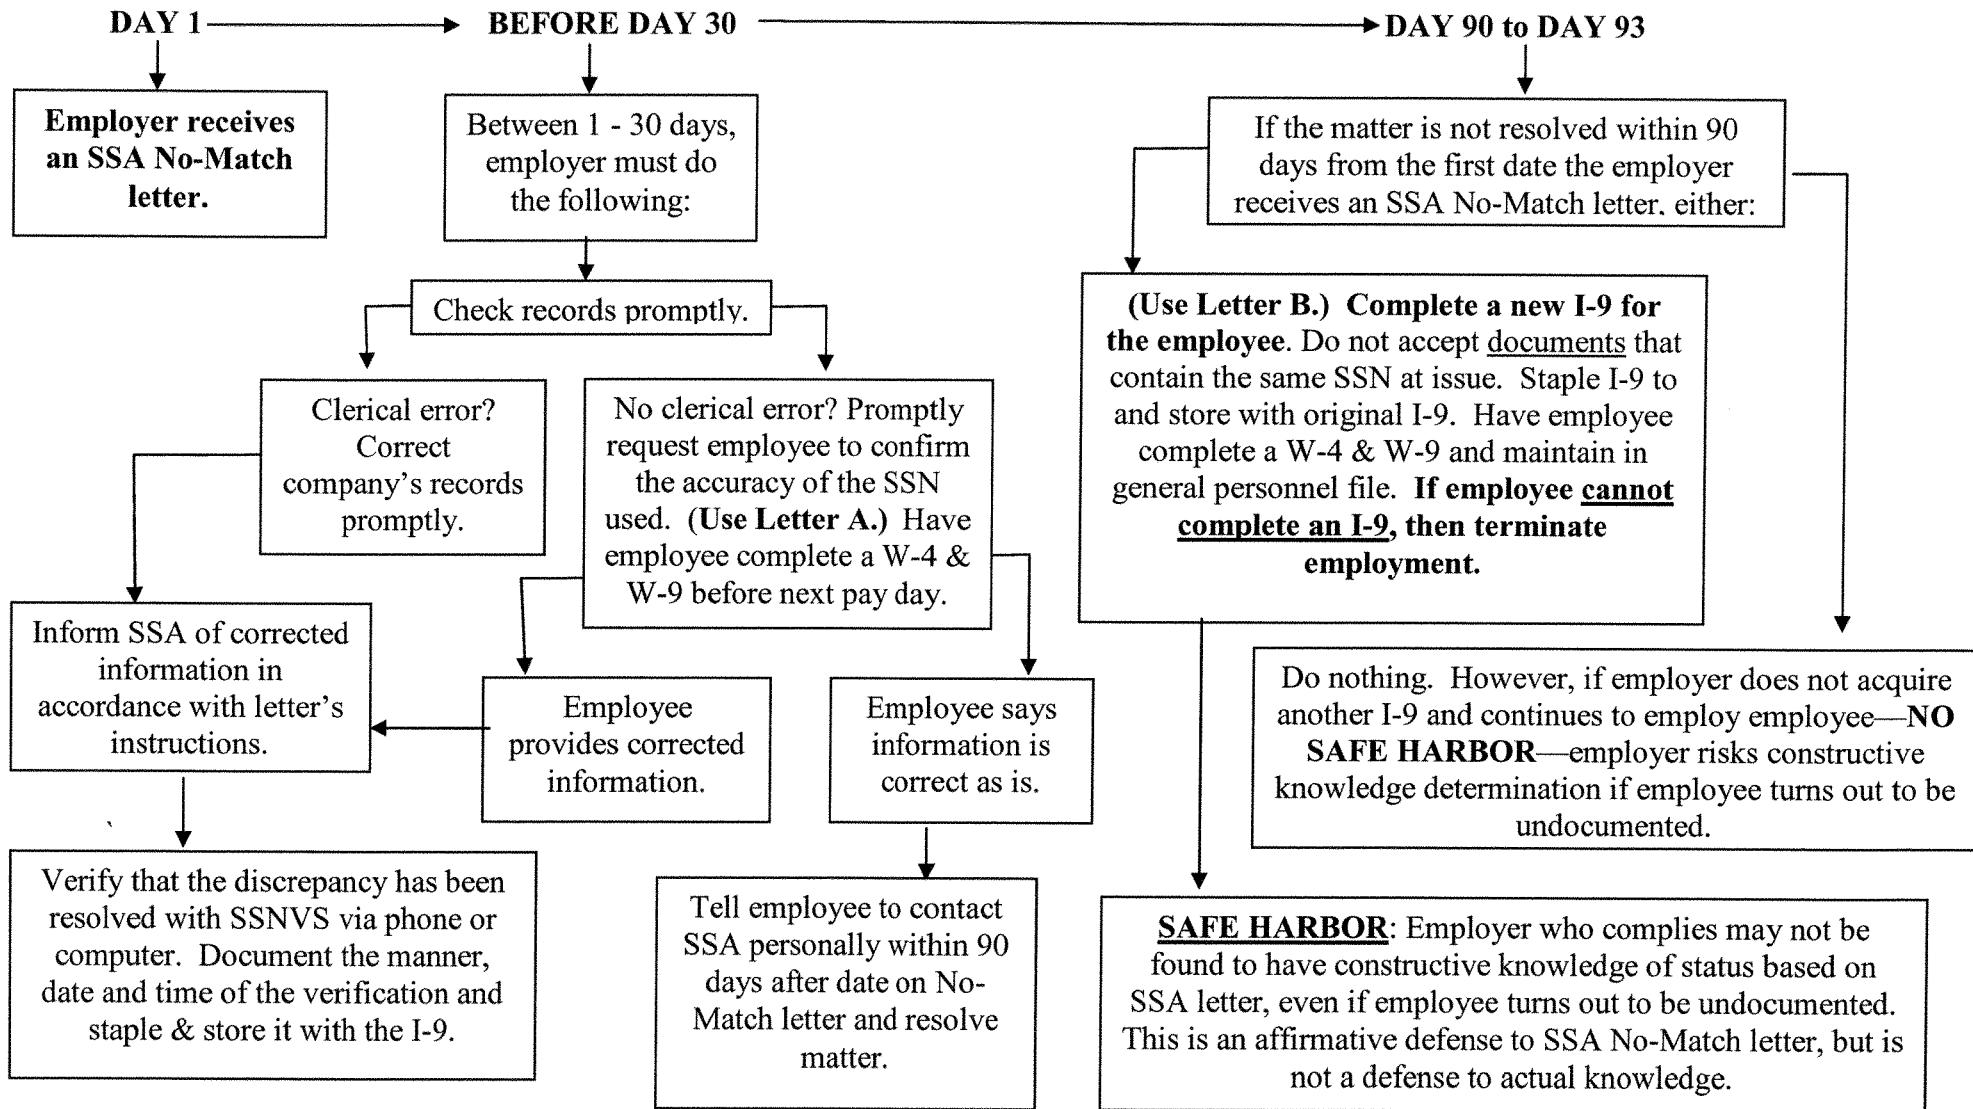 DAY 1
BEFORE DAY 30
DAY 90 to DAY 93
Employer receives
an SSA No-Match
letter.
Between 1 - 30 days,
employer must do
the following:
If the matter is not resolved within 90
days from the first date the employer
receives an SSA No-Match letter, either:
Check records promptly.
Clerical error?
Correct
company's records
promptly.
No clerical error? Promptly
request employee to confirm
the accuracy of the SSN
used. (Use Letter A.) Have
employee complete a W-4 &
W-9 before next pay day.
(Use Letter B.) Complete a new I-9 for
the employee. Do not accept documents that
contain the same SSN at issue. Staple I-9 to
and store with original I-9. Have employee
complete a W-4 & W-9 and maintain in
general personnel file. If employee cannot
complete an I-9, then terminate
employment.
Inform SSA of corrected
information in
accordance with letter's
instructions.
Employee
provides corrected
information.
Employee says
information is
correct as is.
Do nothing. However, if employer does not acquire
another I-9 and continues to employ employee—NO
SAFE HARBOR—employer risks constructive
knowledge determination if employee turns out to be
undocumented.
Verify that the discrepancy has been
resolved with SSNVS via phone or
computer. Document the manner,
date and time of the verification and
staple & store it with the I-9.
Tell employee to contact
SSA personally within 90
days after date on No-
Match letter and resolve
matter.
SAFE HARBOR: Employer who complies may not be
found to have constructive knowledge of status based on
SSA letter, even if employee turns out to be undocumented.
This is an affirmative defense to SSA No-Match letter, but is
not a defense to actual knowledge.